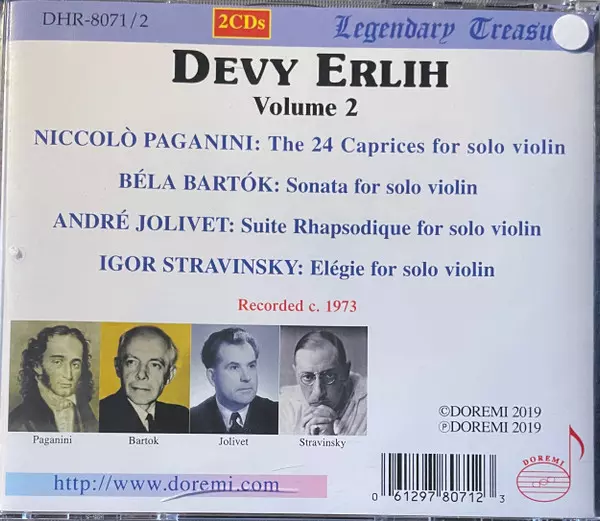 DHR-8071/2
2CDs
Legendary
DEVY ERLIH
Volume 2
NICCOLÒ PAGANINI: The 24 Caprices for solo violin
BÉLA BARTÓK: Sonata for solo violin
ANDRÉ JOLIVET: Suite Rhapsodique for solo violin
IGOR STRAVINSKY: Elégie for solo violin
Recorded c. 1973
Paganini
Bartok
Jolivet
Stravinsky
©DOREMI 2019
℗DOREMI 2019
DOREMI
http://www.doremi.com
0 61297 80712 3